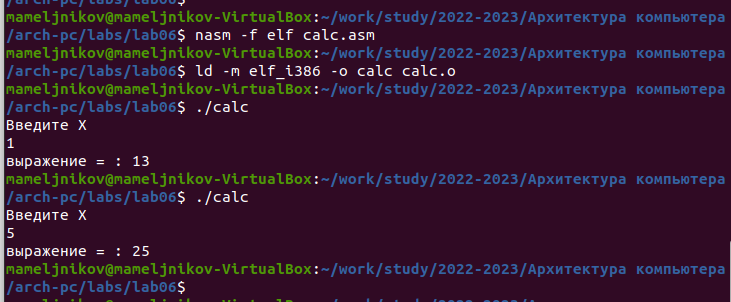 /arch-pc/labs/lab06$
mameljnikov@mameljnikov-VirtualBox:~/work/study/2022-2023/Архитектура компьютера
/arch-pc/labs/lab06$ nasm -f elf calc.asm
mameljnikov@mameljnikov-VirtualBox:~/work/study/2022-2023/Архитектура компьютера
/arch-pc/labs/lab06$ ld -m elf_i386 -o calc calc.o
mameljnikov@mameljnikov-VirtualBox:~/work/study/2022-2023/Архитектура компьютера
/arch-pc/labs/lab06$ ./calc
Введите X
1
выражение = : 13
mameljnikov@mameljnikov-VirtualBox:~/work/study/2022-2023/Архитектура компьютера
/arch-pc/labs/lab06$ ./calc
Введите X
5
выражение = : 25
mameljnikov@mameljnikov-VirtualBox:~/work/study/2022-2023/Архитектура компьютера
/arch-pc/labs/lab06$